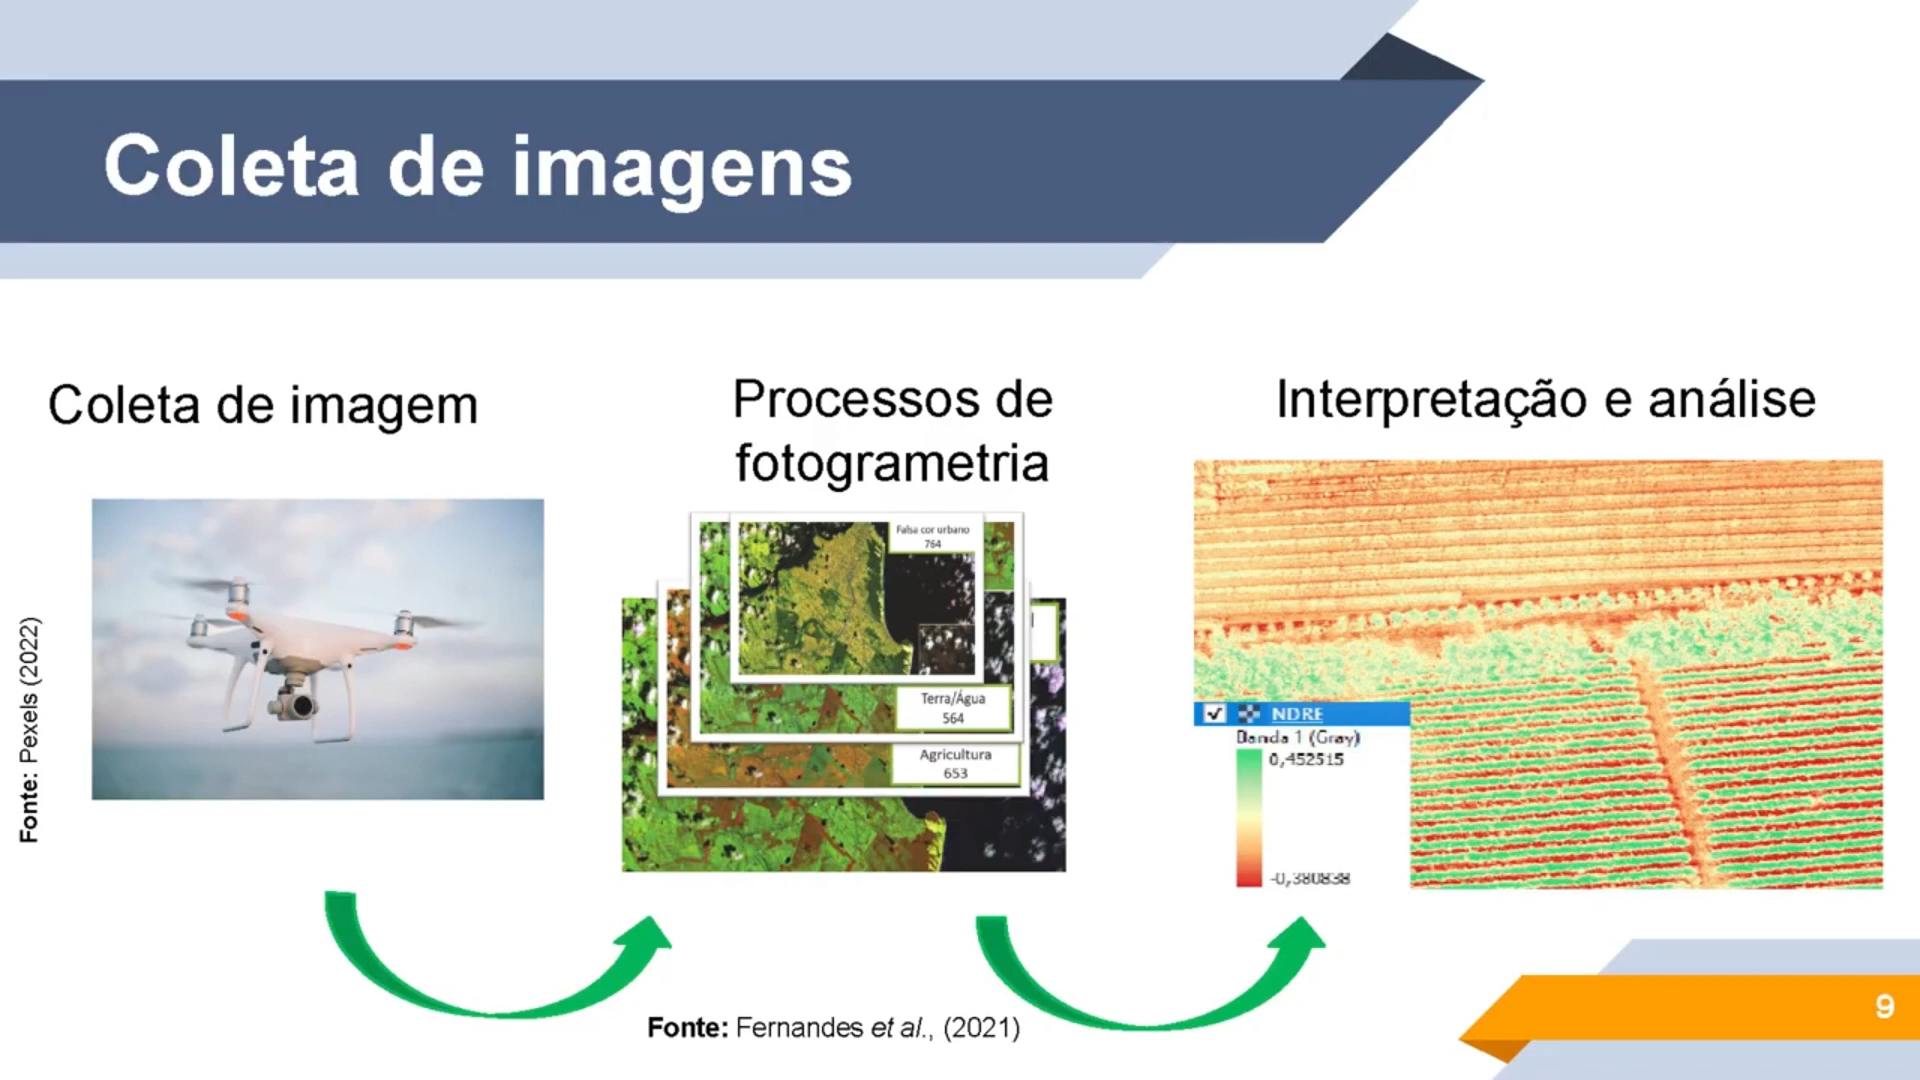 Coleta de imagens
Coleta de imagem
Processos de
fotogrametria
Interpretação e análise
Falsa cor urbano
764
Terra/Água
564
Agricultura
653
NDRE
Banda 1 (Gray)
0,452515
-0,380838
Fonte: Pexels (2022)
Fonte: Fernandes et al., (2021)
9